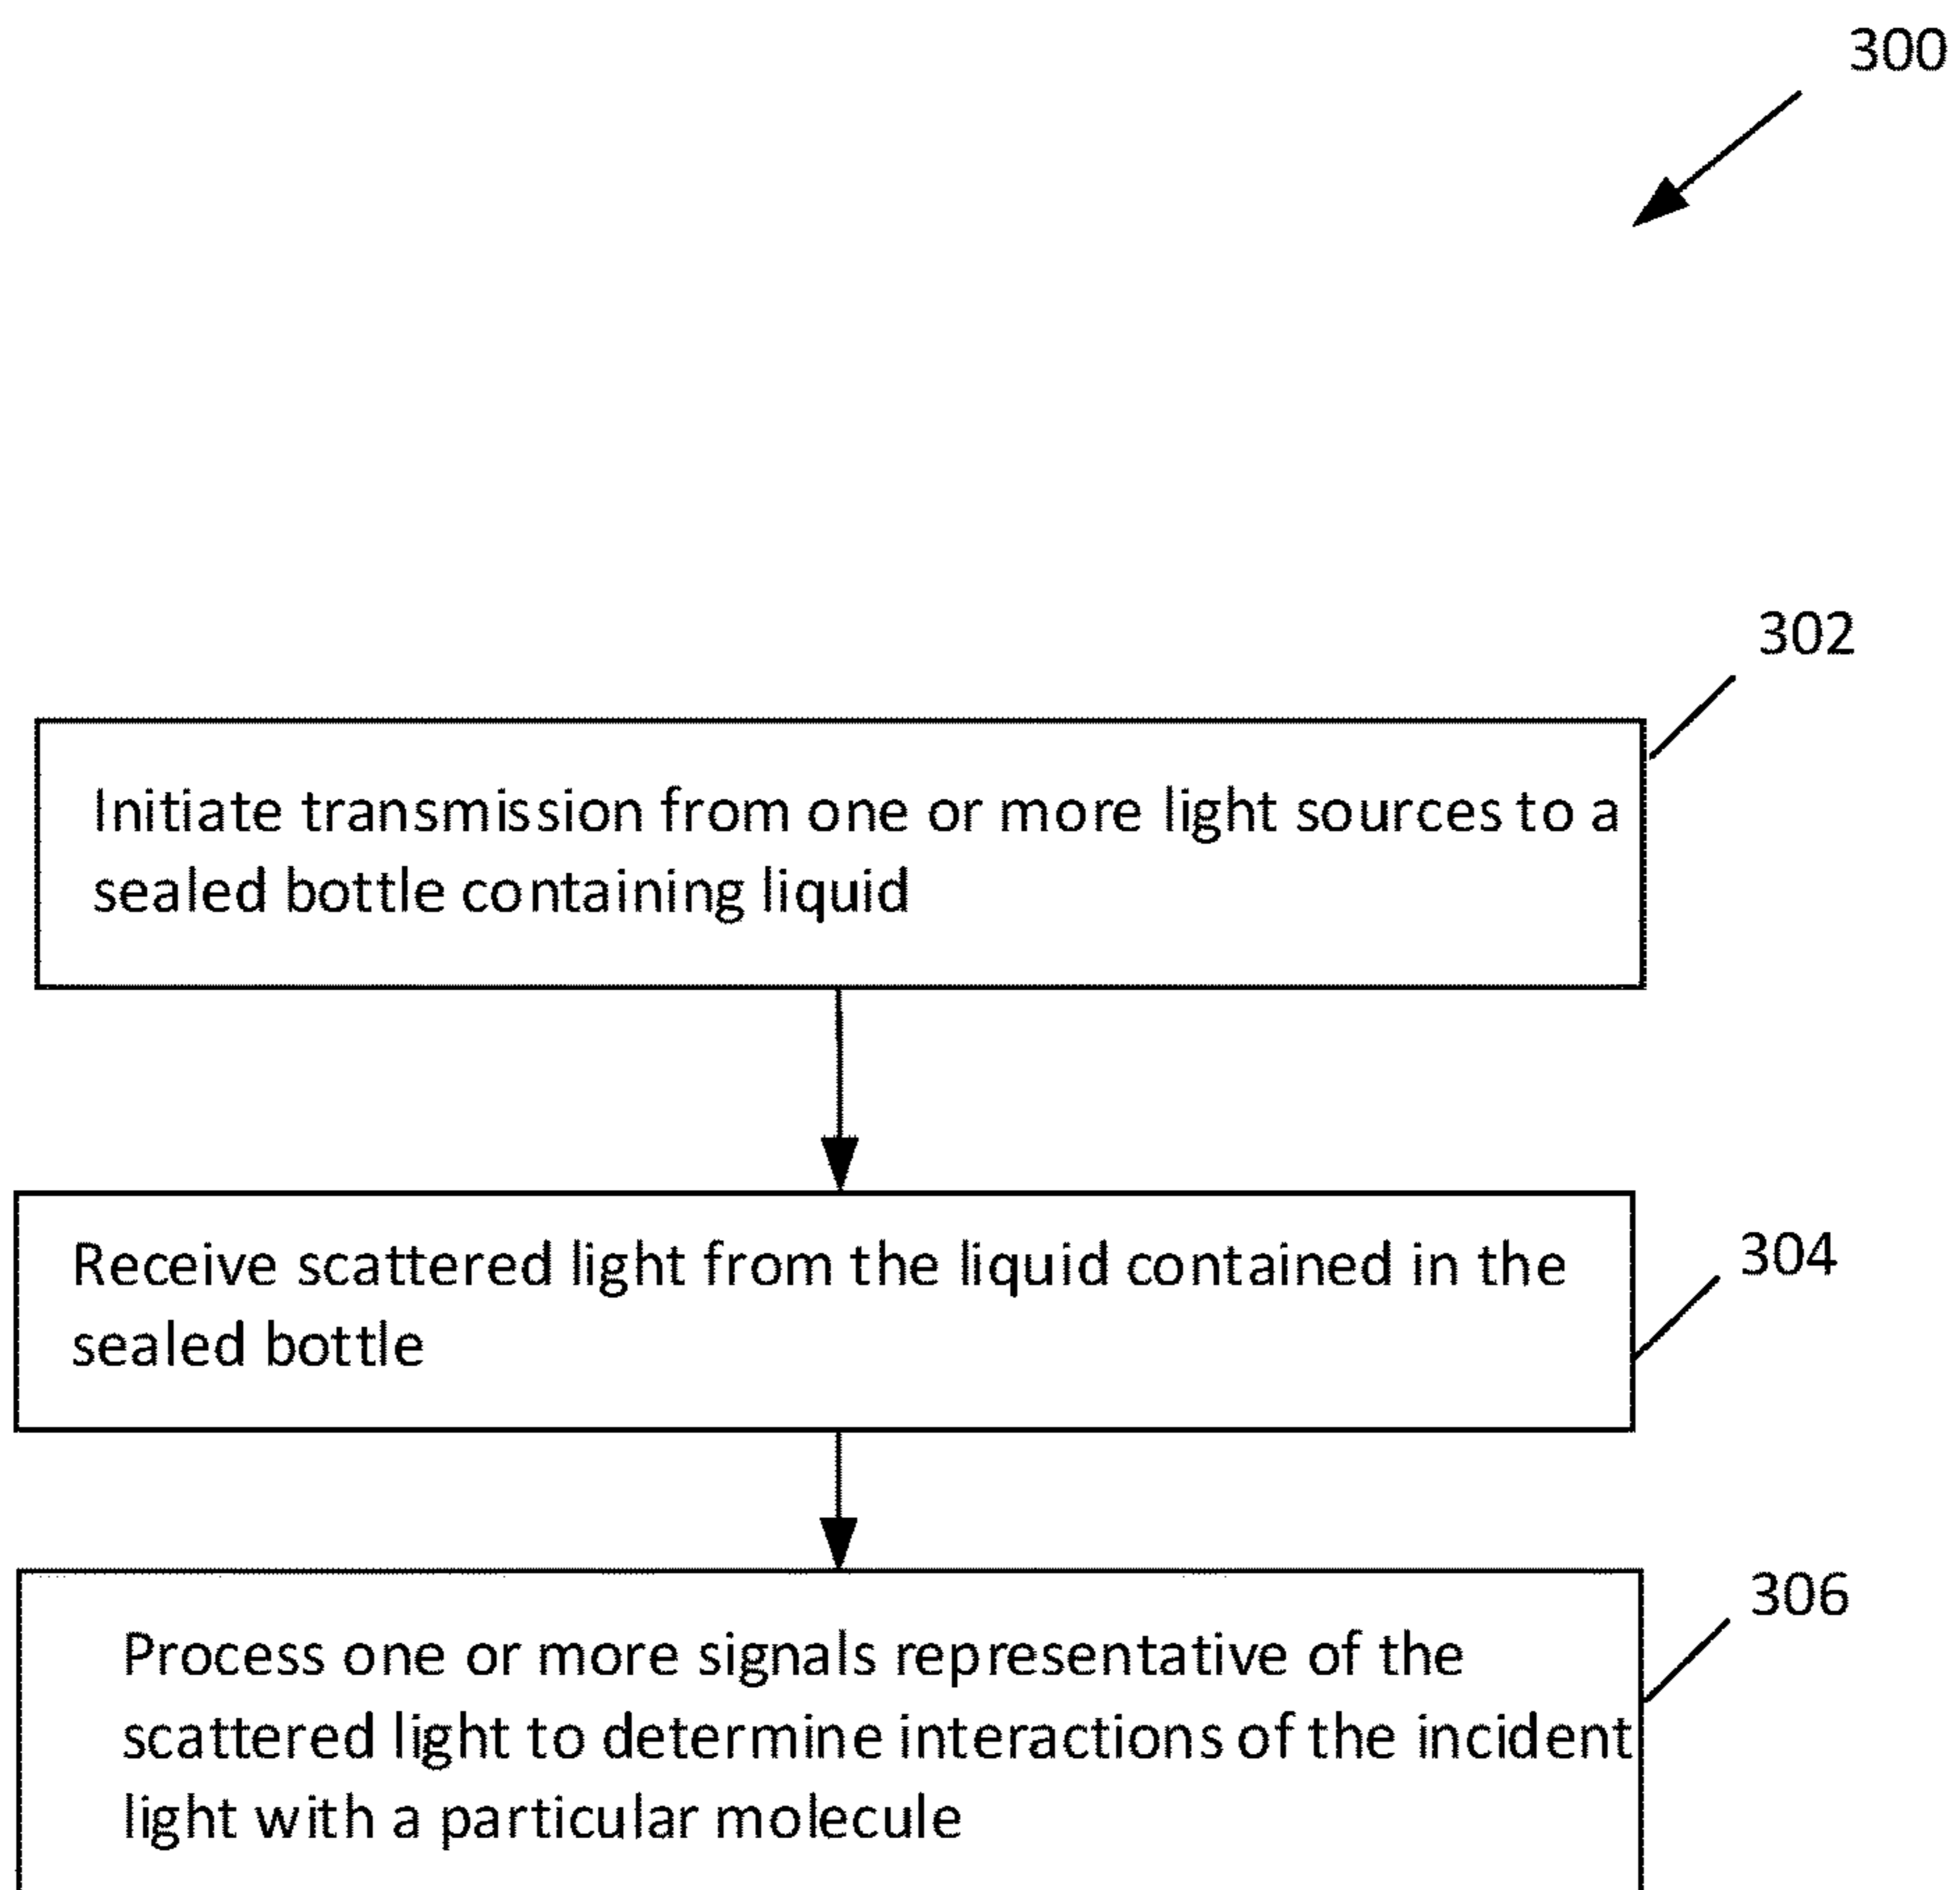 300
302
Initiate transmission from one or more light sources to a
sealed bottle containing liquid
304
Receive scattered light from the liquid contained in the
sealed bottle
306
Process one or more signals representative of the
scattered light to determine interactions of the incident
light with a particular molecule